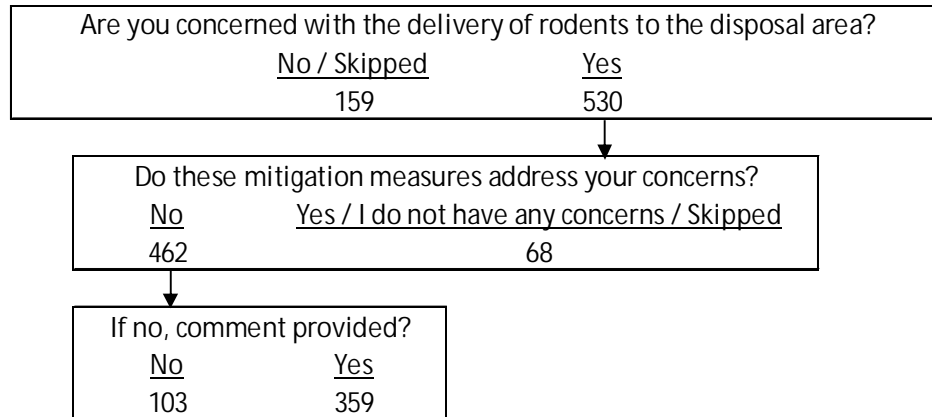 Are you concerned with the delivery of rodents to the disposal area?
No / Skipped Yes
159 530
Do these mitigation measures address your concerns?
No Yes / I do not have any concerns / Skipped
462 68
If no, comment provided?
No Yes
103 359